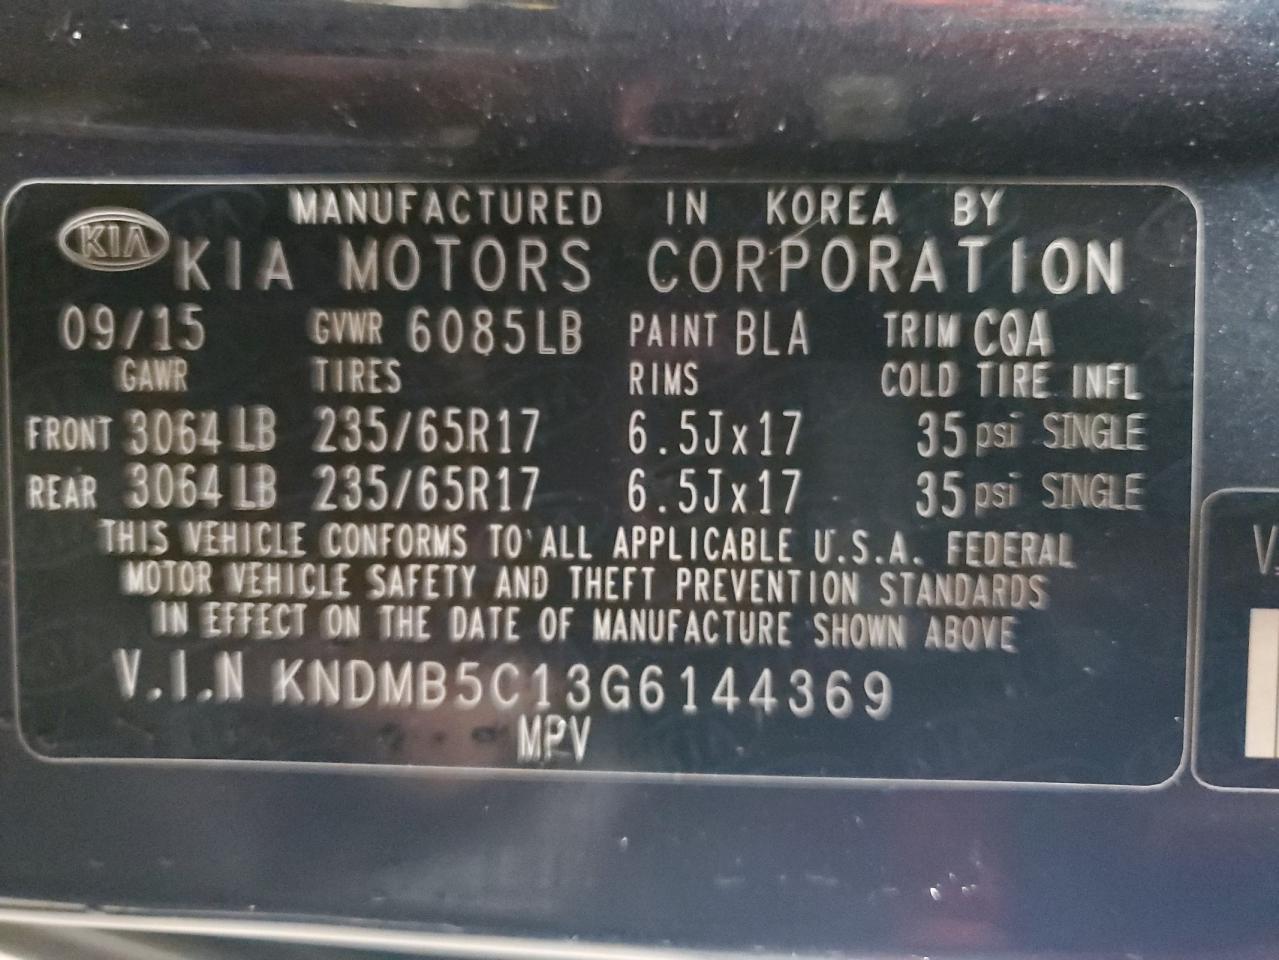 MANUFACTURED IN KOREA BY
KIA KIA MOTORS CORPORATION
09/15 GVWR 6085LB PAINT BLA TRIM CQA
GAWR TIRES RIMS COLD TIRE INFL
FRONT 3064 LB 235/65R17 6.5Jx17 35 psi SINGLE
REAR 3064 LB 235/65R17 6.5Jx17 35 psi SINGLE
THIS VEHICLE CONFORMS TO ALL APPLICABLE U.S.A. FEDERAL
MOTOR VEHICLE SAFETY AND THEFT PREVENTION STANDARDS
IN EFFECT ON THE DATE OF MANUFACTURE SHOWN ABOVE
V.I.N KNDMB5C13G6144369
MPV